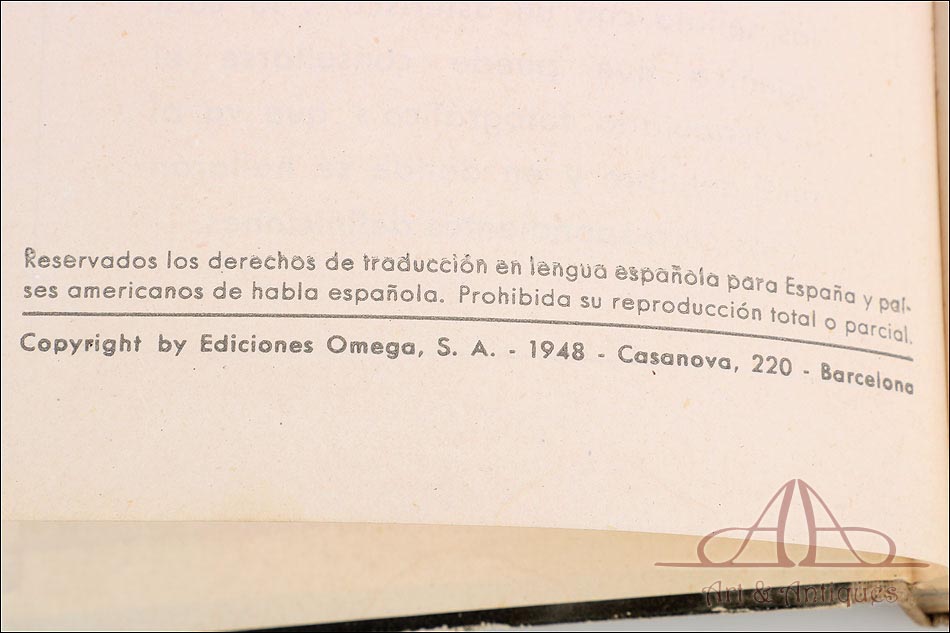 Reservados los derechos de traducción en lengua española para España y paí-
ses americanos de habla española. Prohibida su reproducción total o parcial.
Copyright by Ediciones Omega, S. A. - 1948 - Casanova, 220 - Barcelona
Art & Antiques